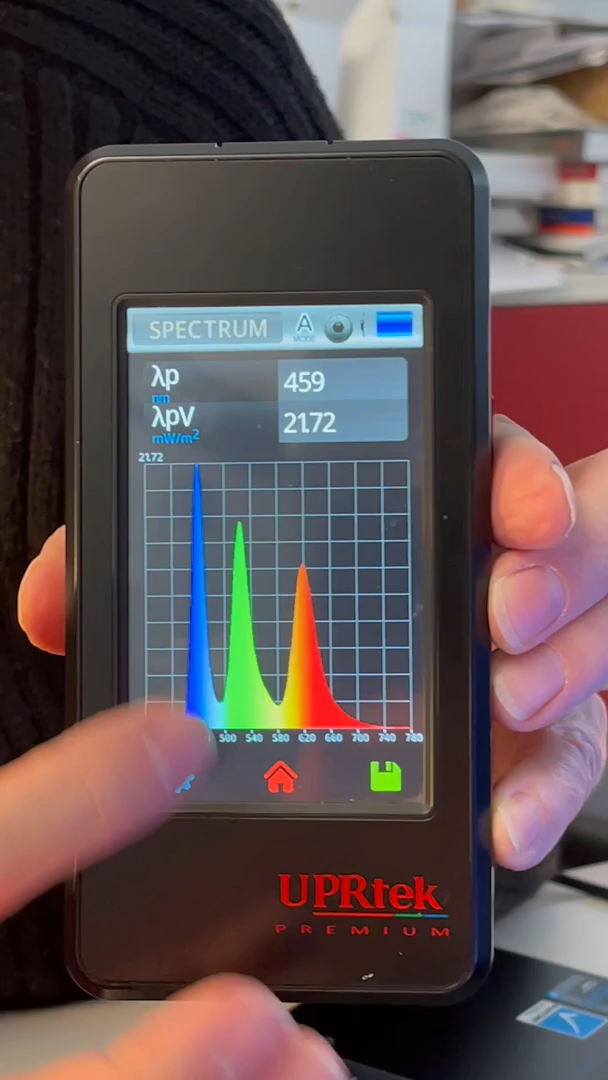 SPECTRUM A
MODE
λp 459
nm
λpV 21.72
mW/m²
21.72
500 540 580 620 660 700 740 780
UPRtek
PREMIUM